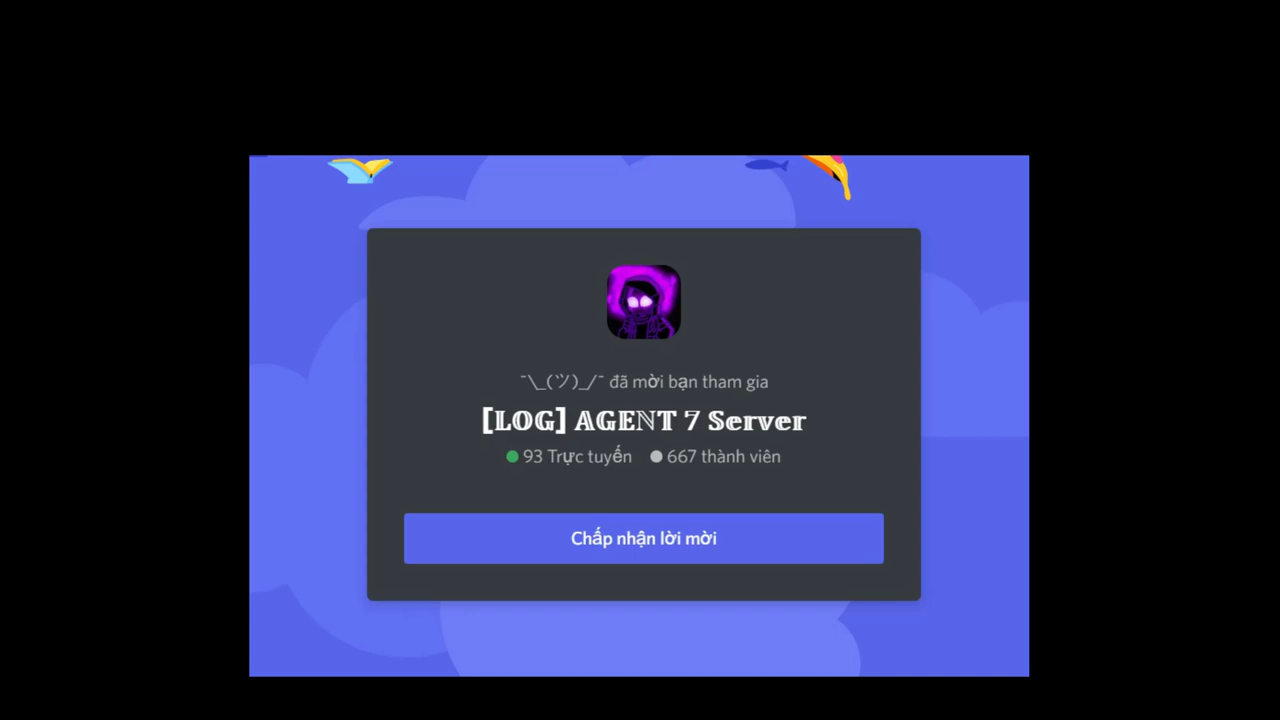 ¯\_(ツ)_/¯ đã mời bạn tham gia
[LOG] AGENT 7 Server
93 Trực tuyến 667 thành viên
Chấp nhận lời mời